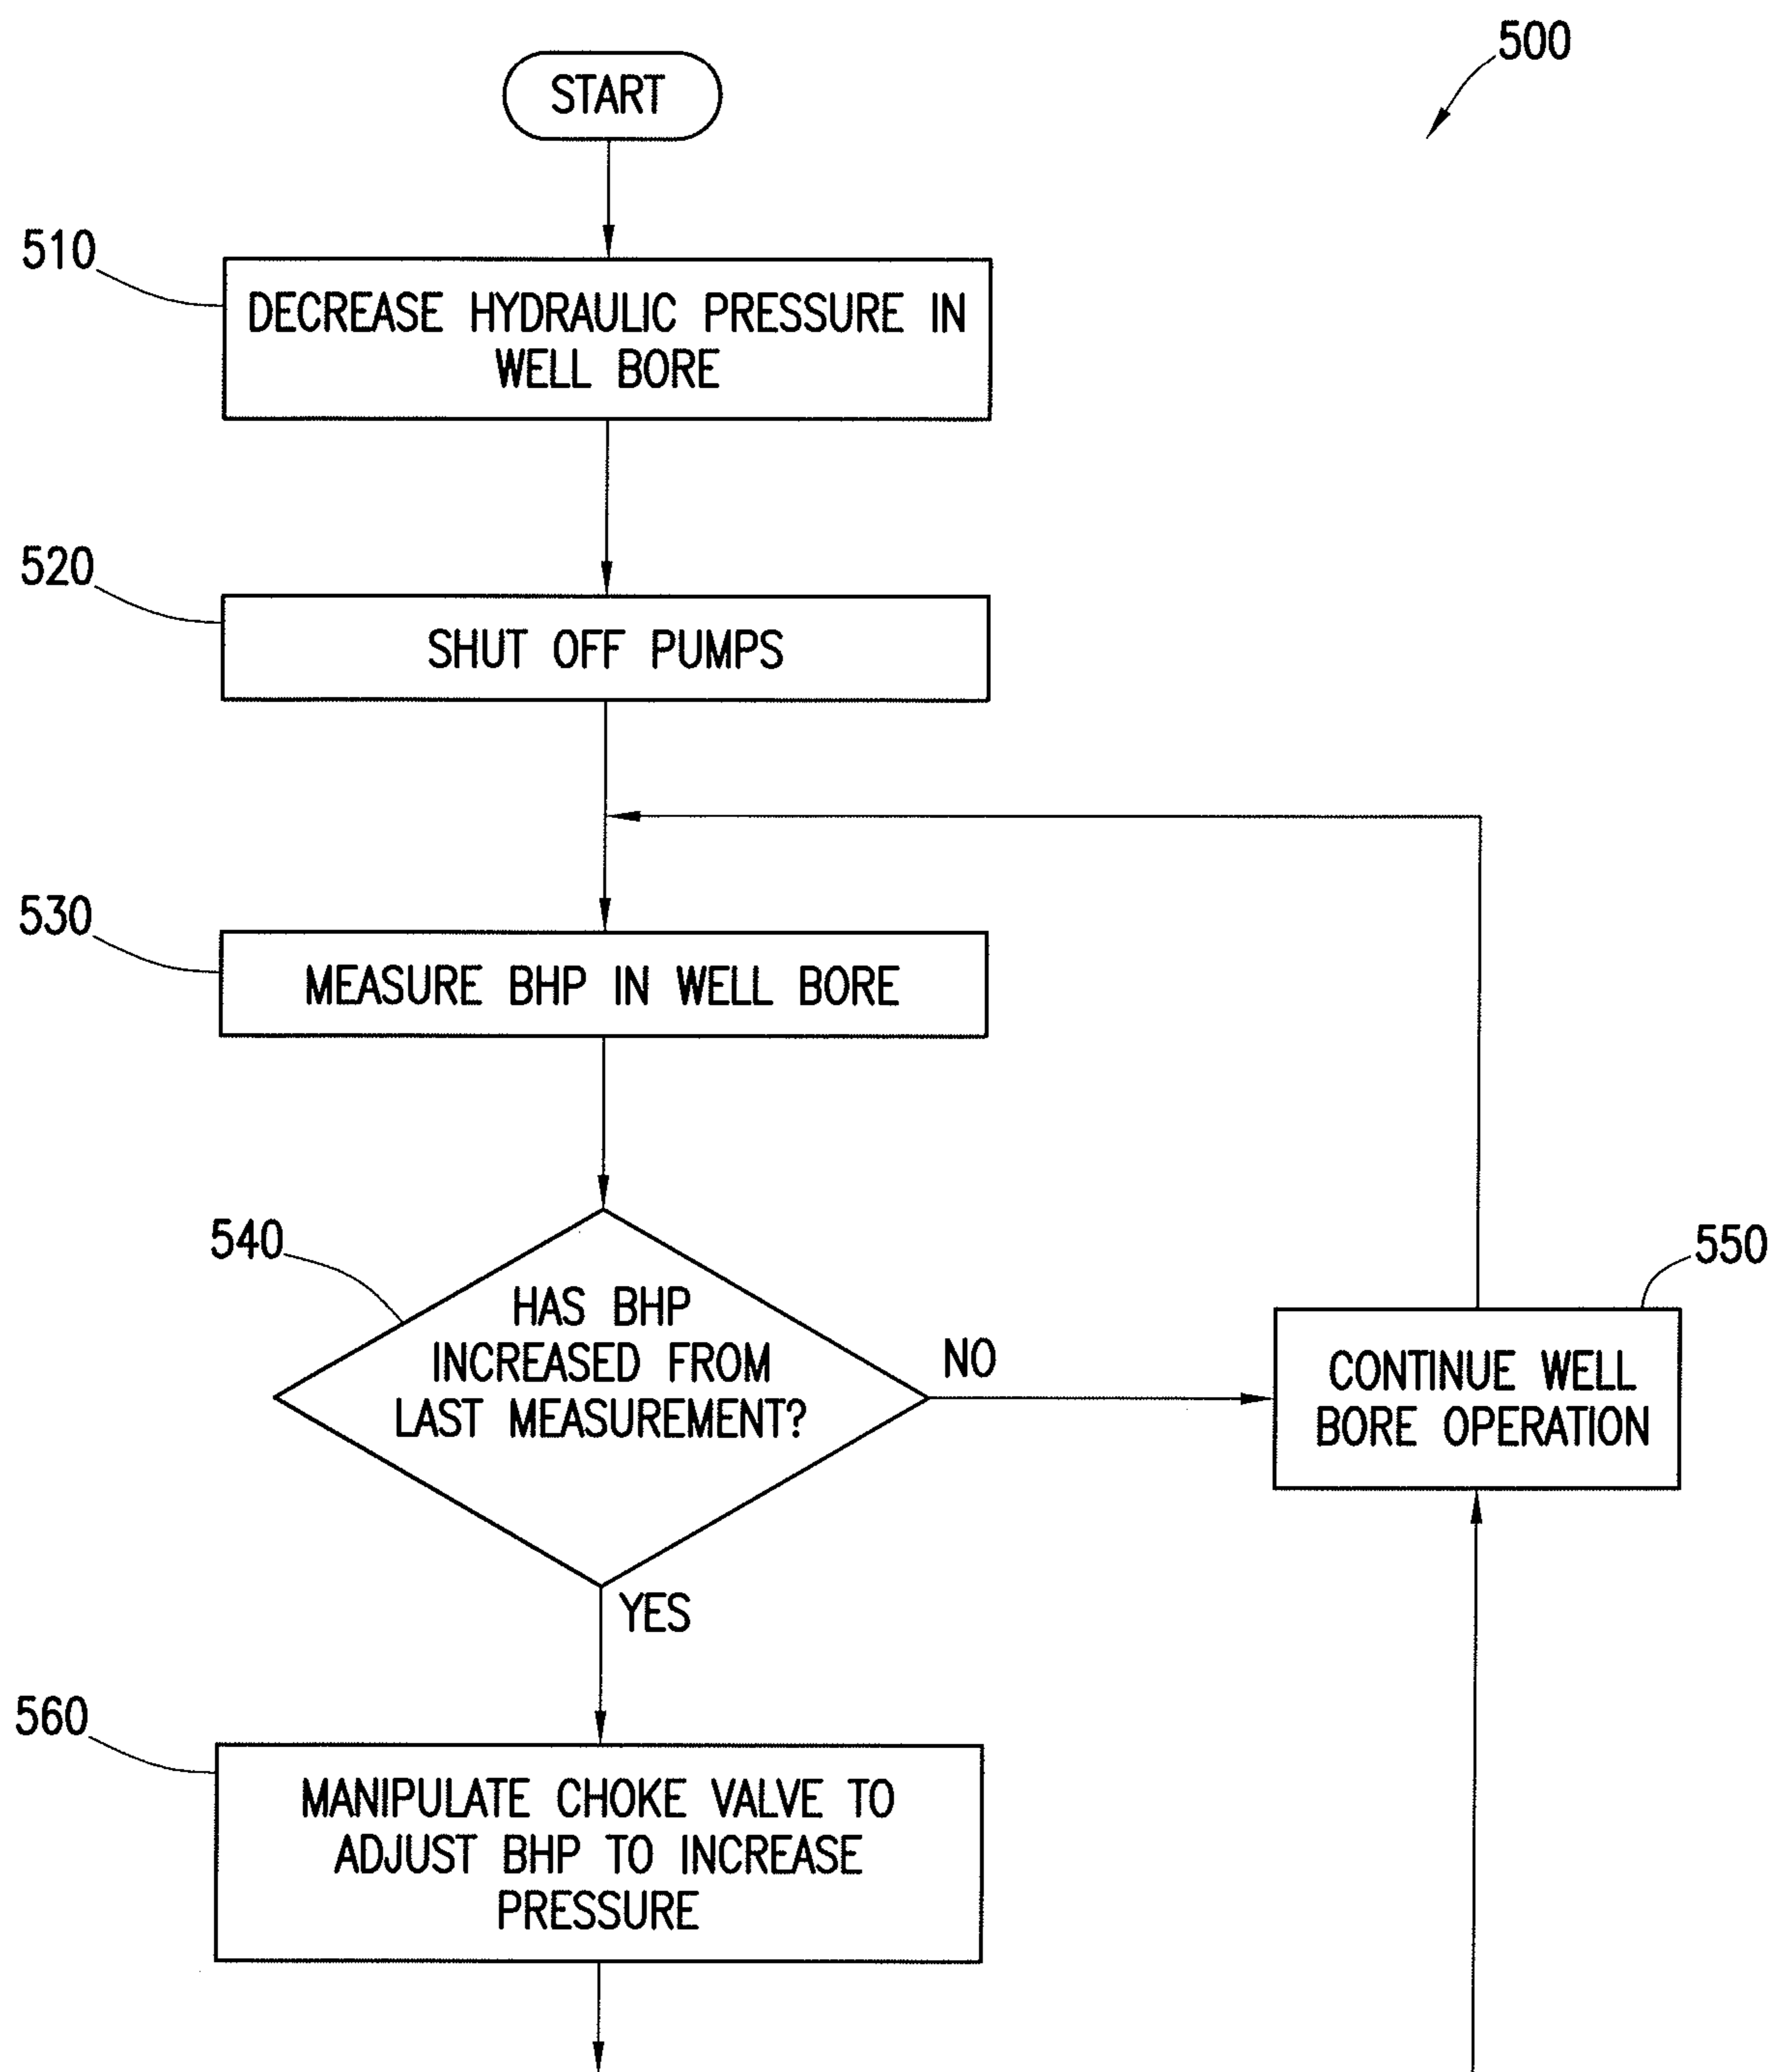 500
START
510
DECREASE HYDRAULIC PRESSURE IN
WELL BORE
520
SHUT OFF PUMPS
530
MEASURE BHP IN WELL BORE
540
HAS BHP
INCREASED FROM
LAST MEASUREMENT?
NO
550
CONTINUE WELL
BORE OPERATION
YES
560
MANIPULATE CHOKE VALVE TO
ADJUST BHP TO INCREASE
PRESSURE